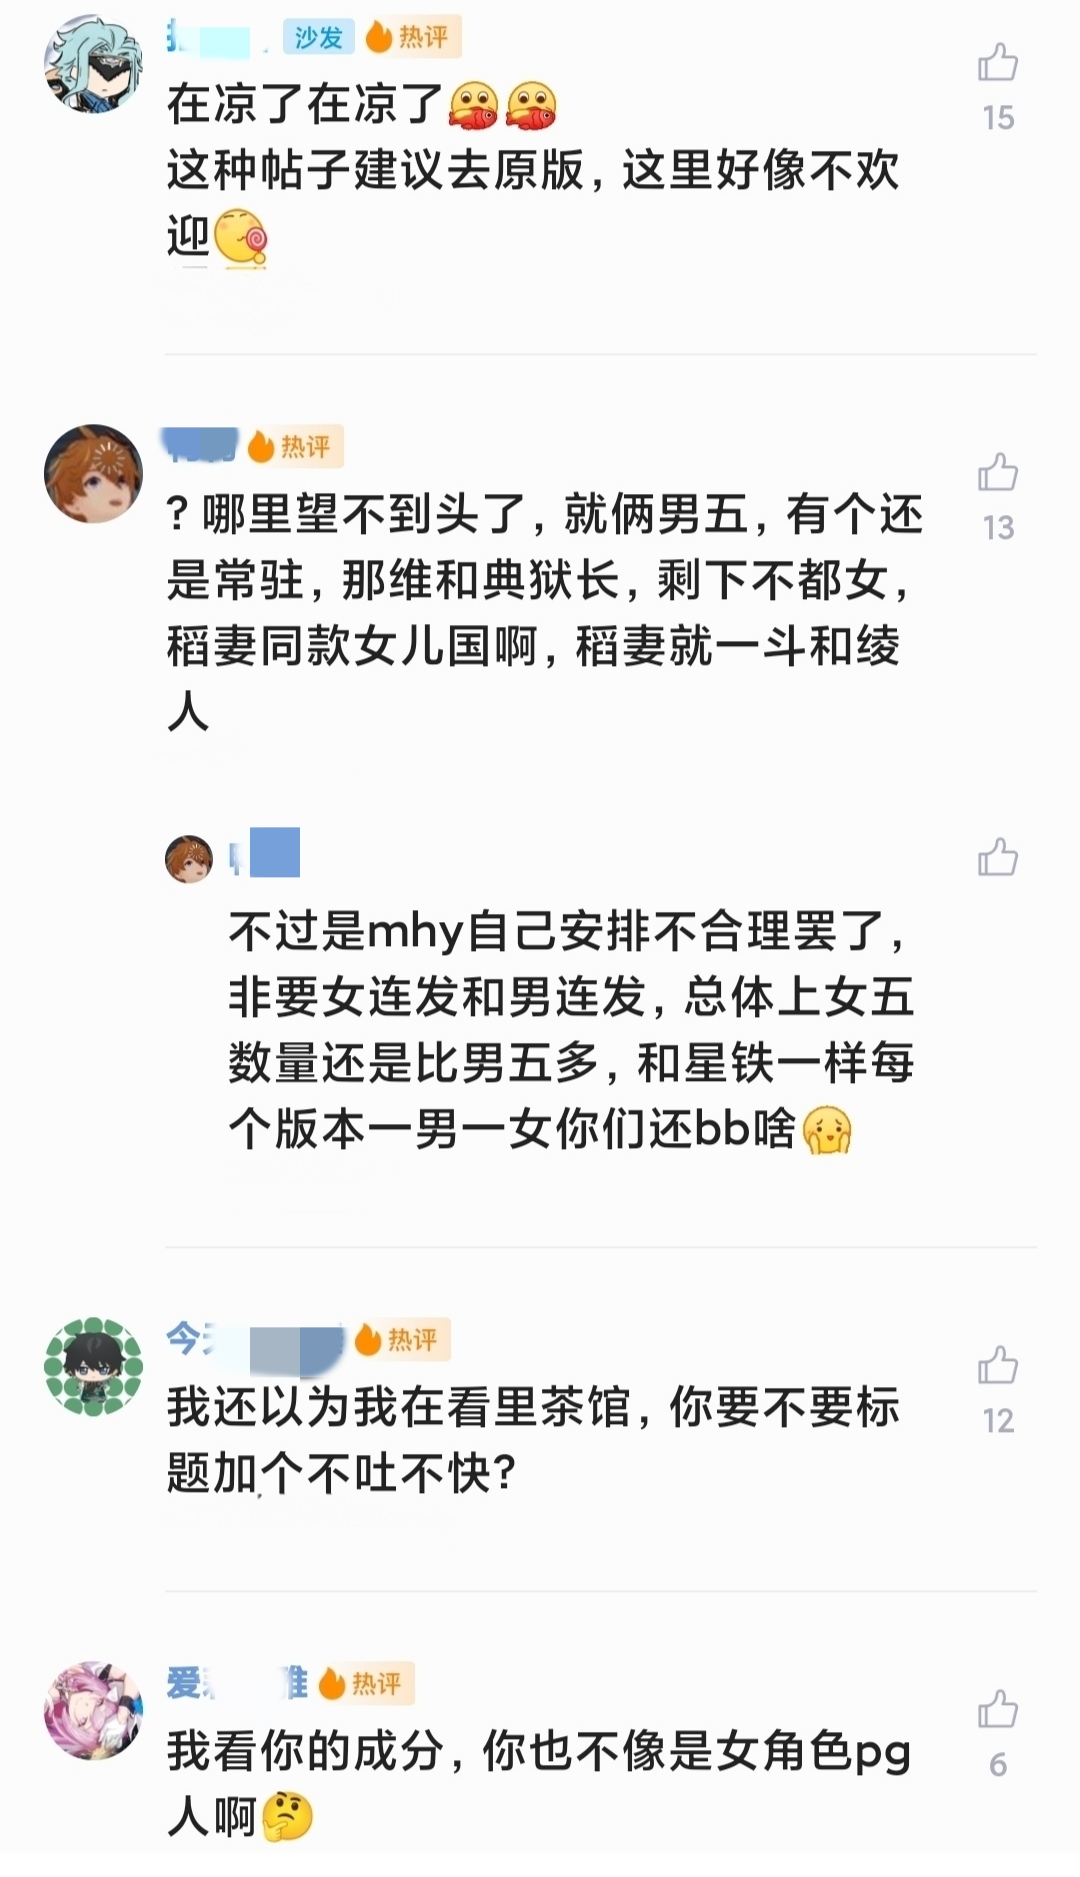 沙发 热评
在凉了在凉了
15
这种帖子建议去原版，这里好像不欢
迎
热评
？哪里望不到头了，就俩男五，有个还
13
是常驻，那维和典狱长，剩下不都女，
稻妻同款女儿国啊，稻妻就一斗和绫
人
不过是mhy自己安排不合理罢了，
非要女连发和男连发，总体上女五
数量还是比男五多，和星铁一样每
个版本一男一女你们还bb啥
今 热评
我还以为我在看里茶馆，你要不要标
12
题加个不吐不快？
爱 热评
我看你的成分，你也不像是女角色pg
6
人啊